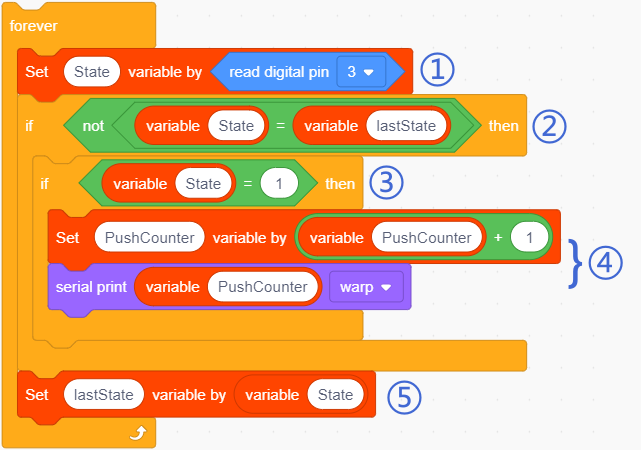 forever
Set State variable by read digital pin 3 ①
if not variable State = variable lastState then ②
if variable State = 1 then ③
Set PushCounter variable by variable PushCounter + 1
} ④
serial print variable PushCounter warp
Set lastState variable by variable State ⑤